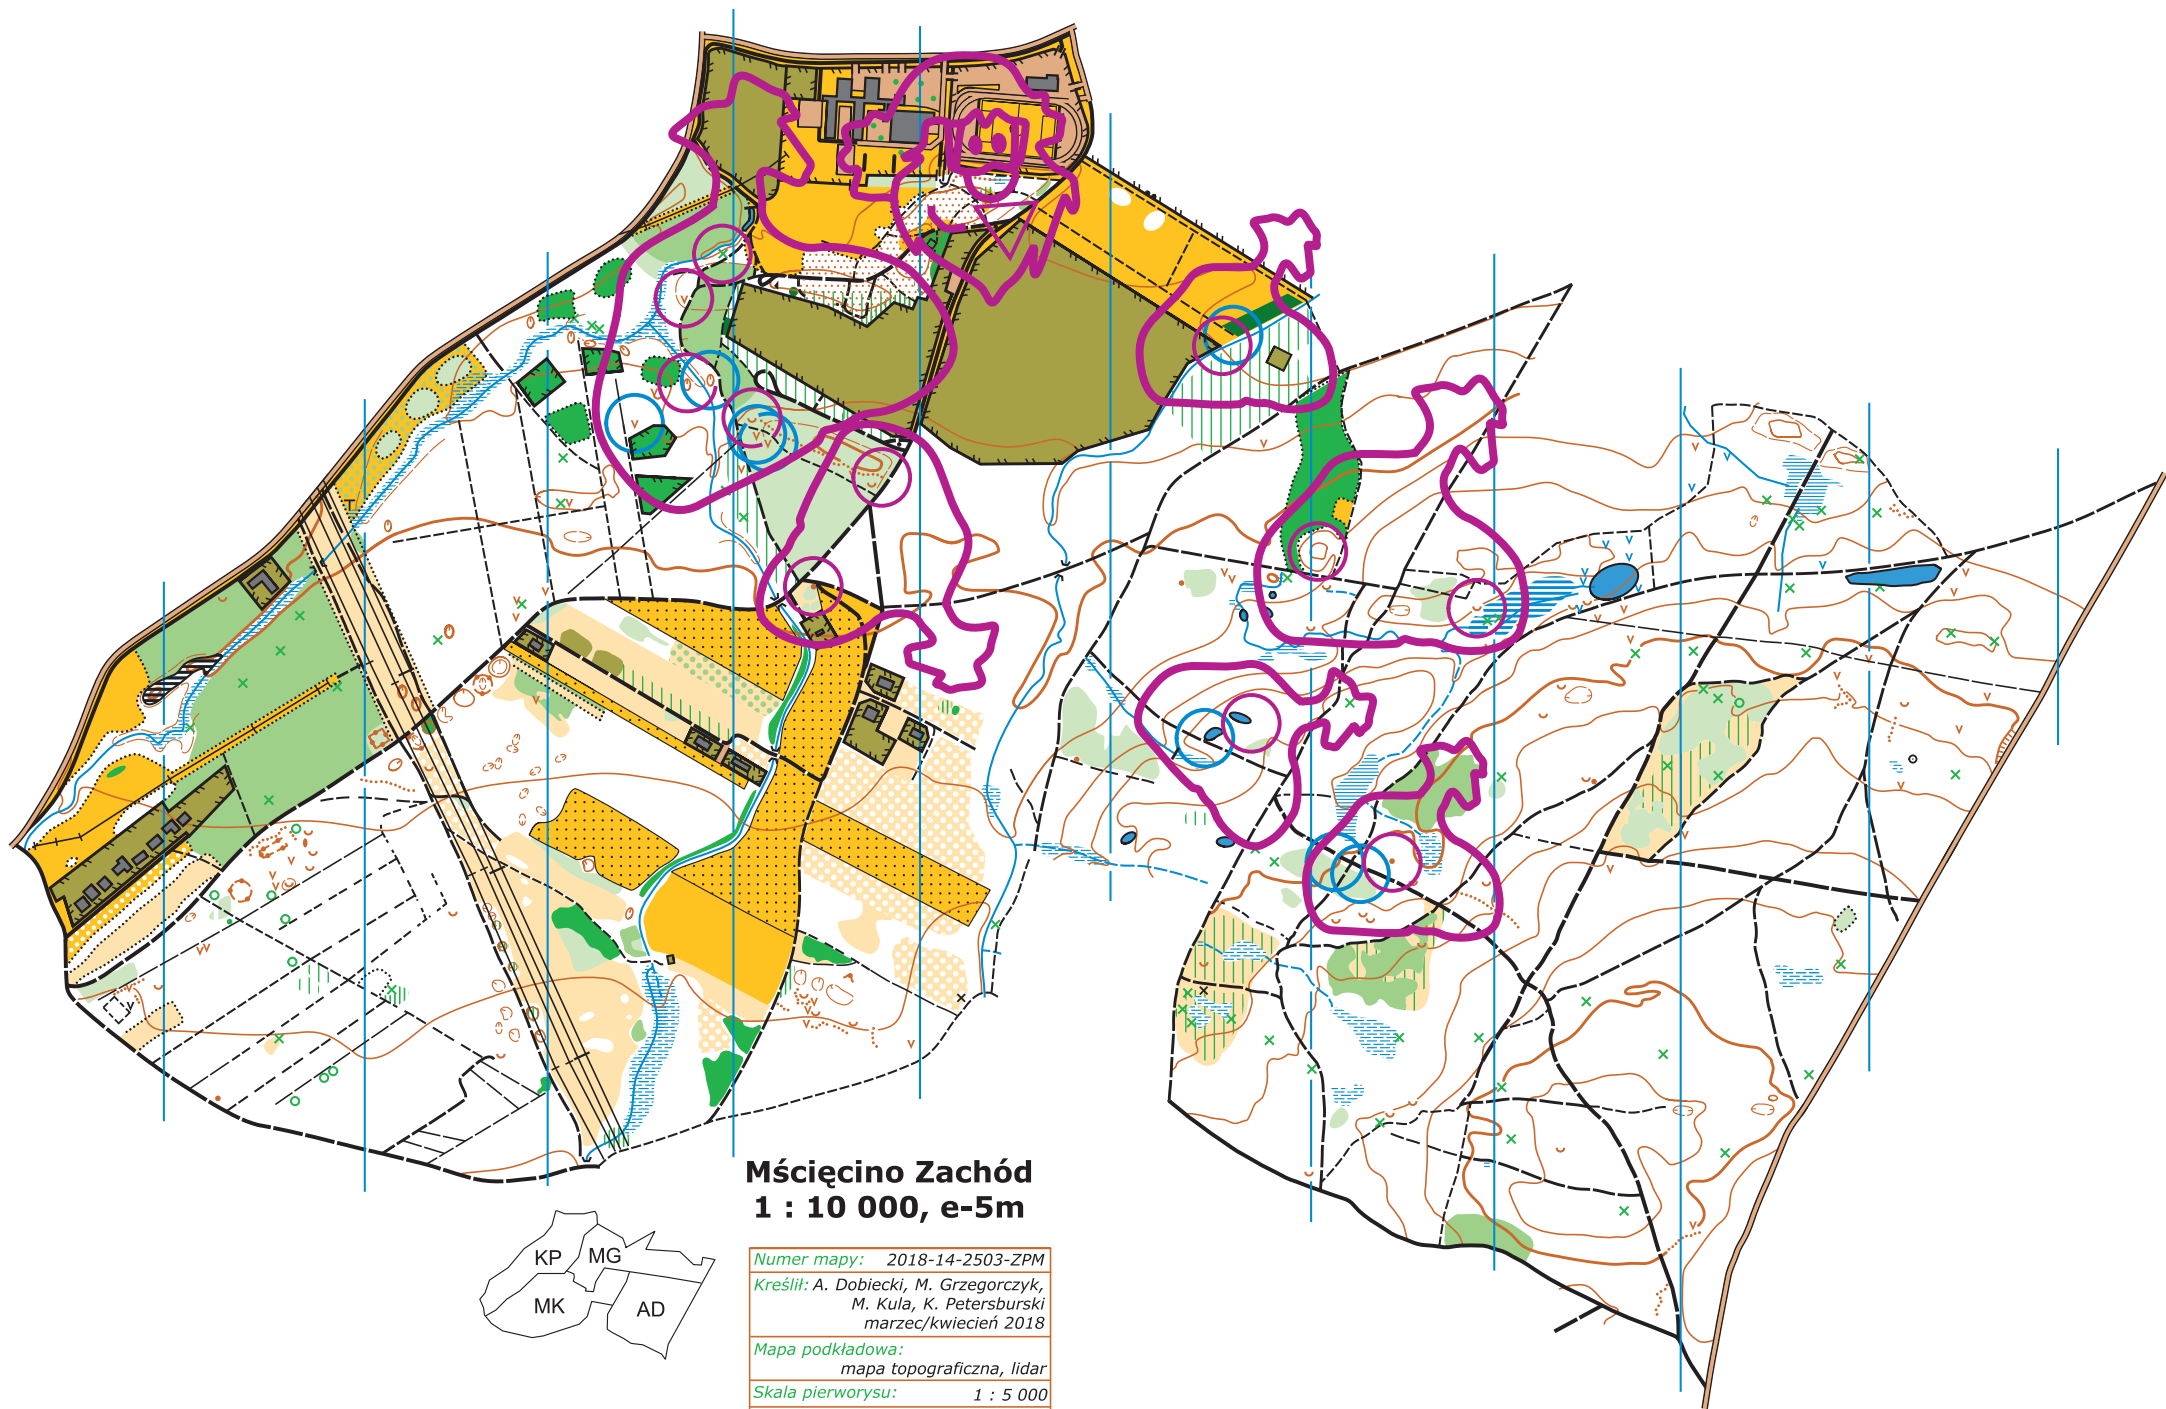 Mścięcino Zachód
1 : 10 000, e-5m
KP
MG
MK
AD
Numer mapy: 2018-14-2503-ZPM
Kreślił: A. Dobiecki, M. Grzegorczyk,
M. Kula, K. Petersburski
marzec/kwiecień 2018
Mapa podkładowa:
mapa topograficzna, lidar
Skala pierworysu: 1 : 5 000